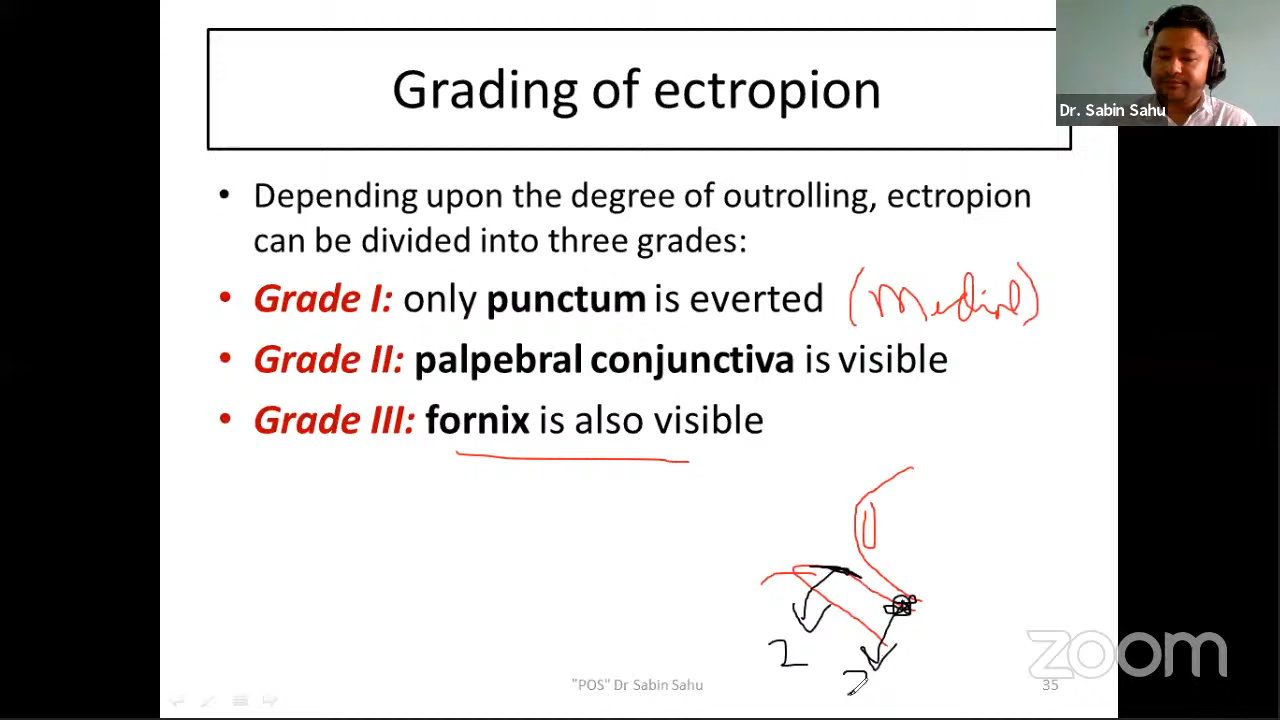 Grading of ectropion
Dr. Sabin Sahu
• Depending upon the degree of outrolling, ectropion
can be divided into three grades:
• Grade I: only punctum is everted (Medial)
• Grade II: palpebral conjunctiva is visible
• Grade III: fornix is also visible
2
3
"POS" Dr Sabin Sahu
35
zoom